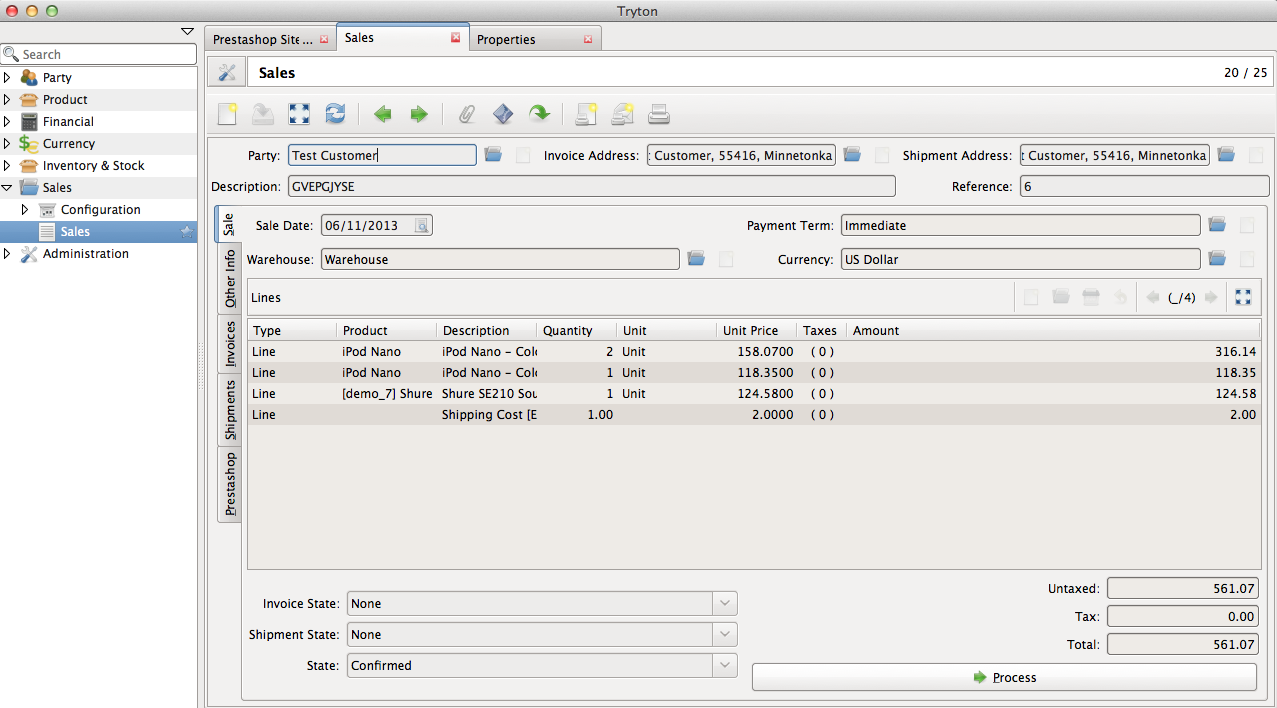 Tryton
Search
Party
Product
Financial
Currency
Inventory & Stock
Sales
Configuration
Sales
Administration
Prestashop Site ...
Sales
Properties
Sales
20 / 25
Party: Test Customer
Invoice Address: : Customer, 55416, Minnetonka
Shipment Address: : Customer, 55416, Minnetonka
Description: GVEPGJYSE
Reference: 6
Sale
Other Info
Invoices
Shipments
Prestashop
Sale Date: 06/11/2013
Payment Term: Immediate
Warehouse: Warehouse
Currency: US Dollar
Lines
(_/4)
Type Product Description Quantity Unit Unit Price Taxes Amount
Line iPod Nano iPod Nano – Colo 2 Unit 158.0700 ( 0 ) 316.14
Line iPod Nano iPod Nano – Colo 1 Unit 118.3500 ( 0 ) 118.35
Line [demo_7] Shure Shure SE210 Sou 1 Unit 124.5800 ( 0 ) 124.58
Line Shipping Cost [E 1.00 2.0000 ( 0 ) 2.00
Invoice State: None
Shipment State: None
State: Confirmed
Untaxed: 561.07
Tax: 0.00
Total: 561.07
Process